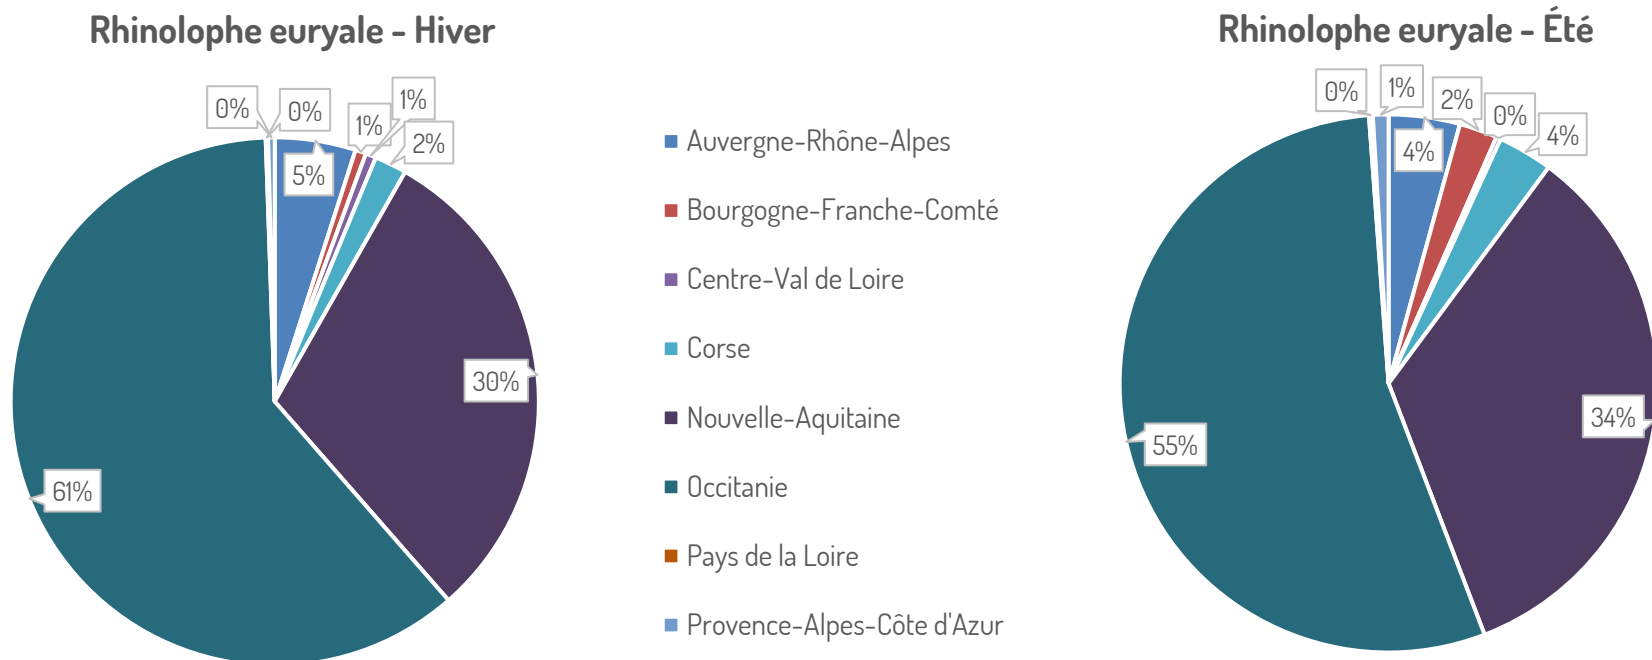 Rhinolophe euryale - Hiver
0%
0%
1%
1%
2%
5%
30%
61%
Auvergne-Rhône-Alpes
Bourgogne-Franche-Comté
Centre-Val de Loire
Corse
Nouvelle-Aquitaine
Occitanie
Pays de la Loire
Provence-Alpes-Côte d'Azur
Rhinolophe euryale - Été
0%
1%
2%
0%
4%
4%
34%
55%